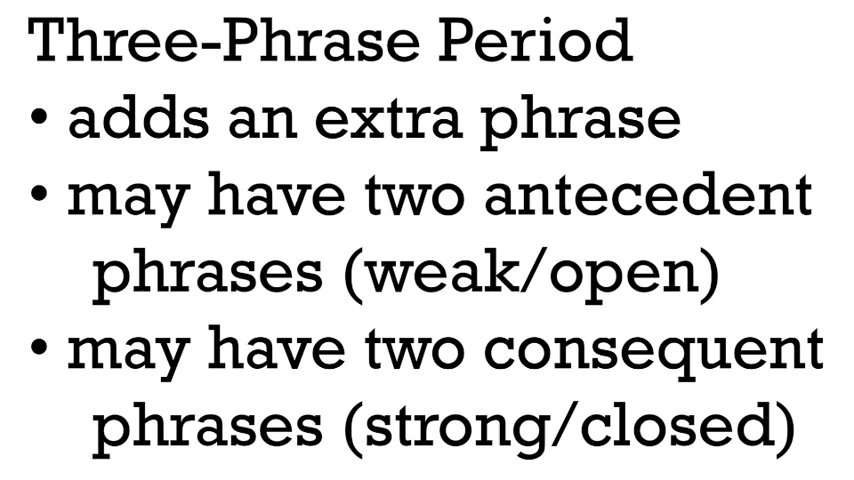 Three-Phrase Period
• adds an extra phrase
• may have two antecedent
phrases (weak/open)
• may have two consequent
phrases (strong/closed)